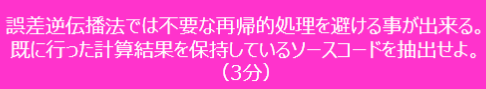 誤差逆伝播法では不要な再帰的処理を避ける事が出来る。
既に行った計算結果を保持しているソースコードを抽出せよ。
（3分）